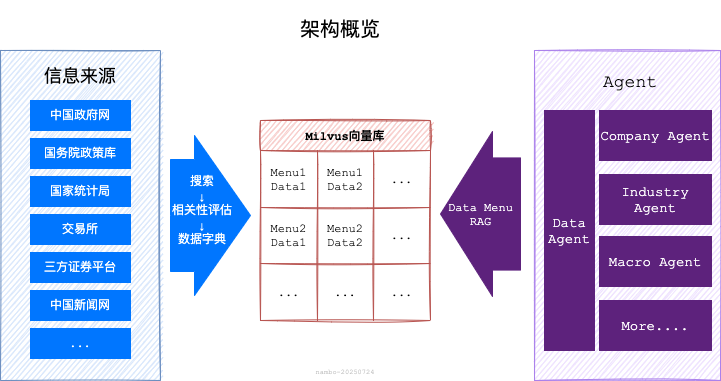 架构概览
信息来源
中国政府网
国务院政策库
国家统计局
交易所
三方证券平台
中国新闻网
...
搜索
↓
相关性评估
↓
数据字典
Milvus向量库
Menu1
Data1
Menu1
Data2
...
Menu2
Data1
Menu2
Data2
...
...
...
...
Data Menu
RAG
Agent
Data
Agent
Company Agent
Industry
Agent
Macro Agent
More....
nambo-20250724